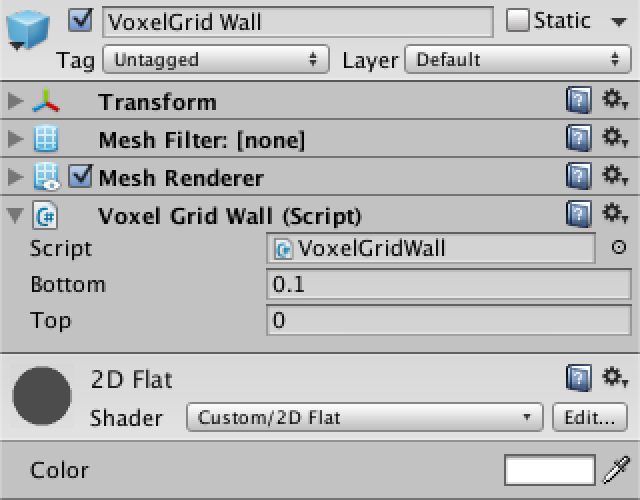 VoxelGrid Wall Static
Tag Untagged Layer Default
Transform
Mesh Filter: [none]
Mesh Renderer
Voxel Grid Wall (Script)
Script VoxelGridWall
Bottom 0.1
Top 0
2D Flat
Shader Custom/2D Flat Edit...
Color